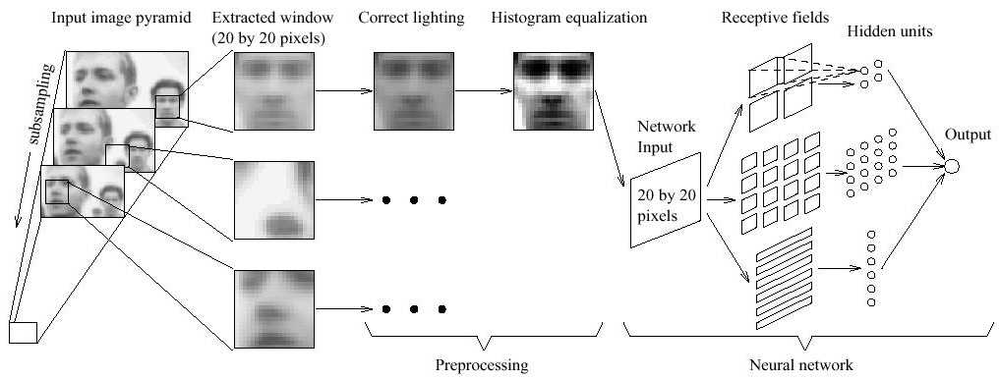 Input image pyramid
Extracted window
(20 by 20 pixels)
Correct lighting
Histogram equalization
Receptive fields
Hidden units
subsampling
Network
Input
20 by 20
pixels
Output
Preprocessing
Neural network